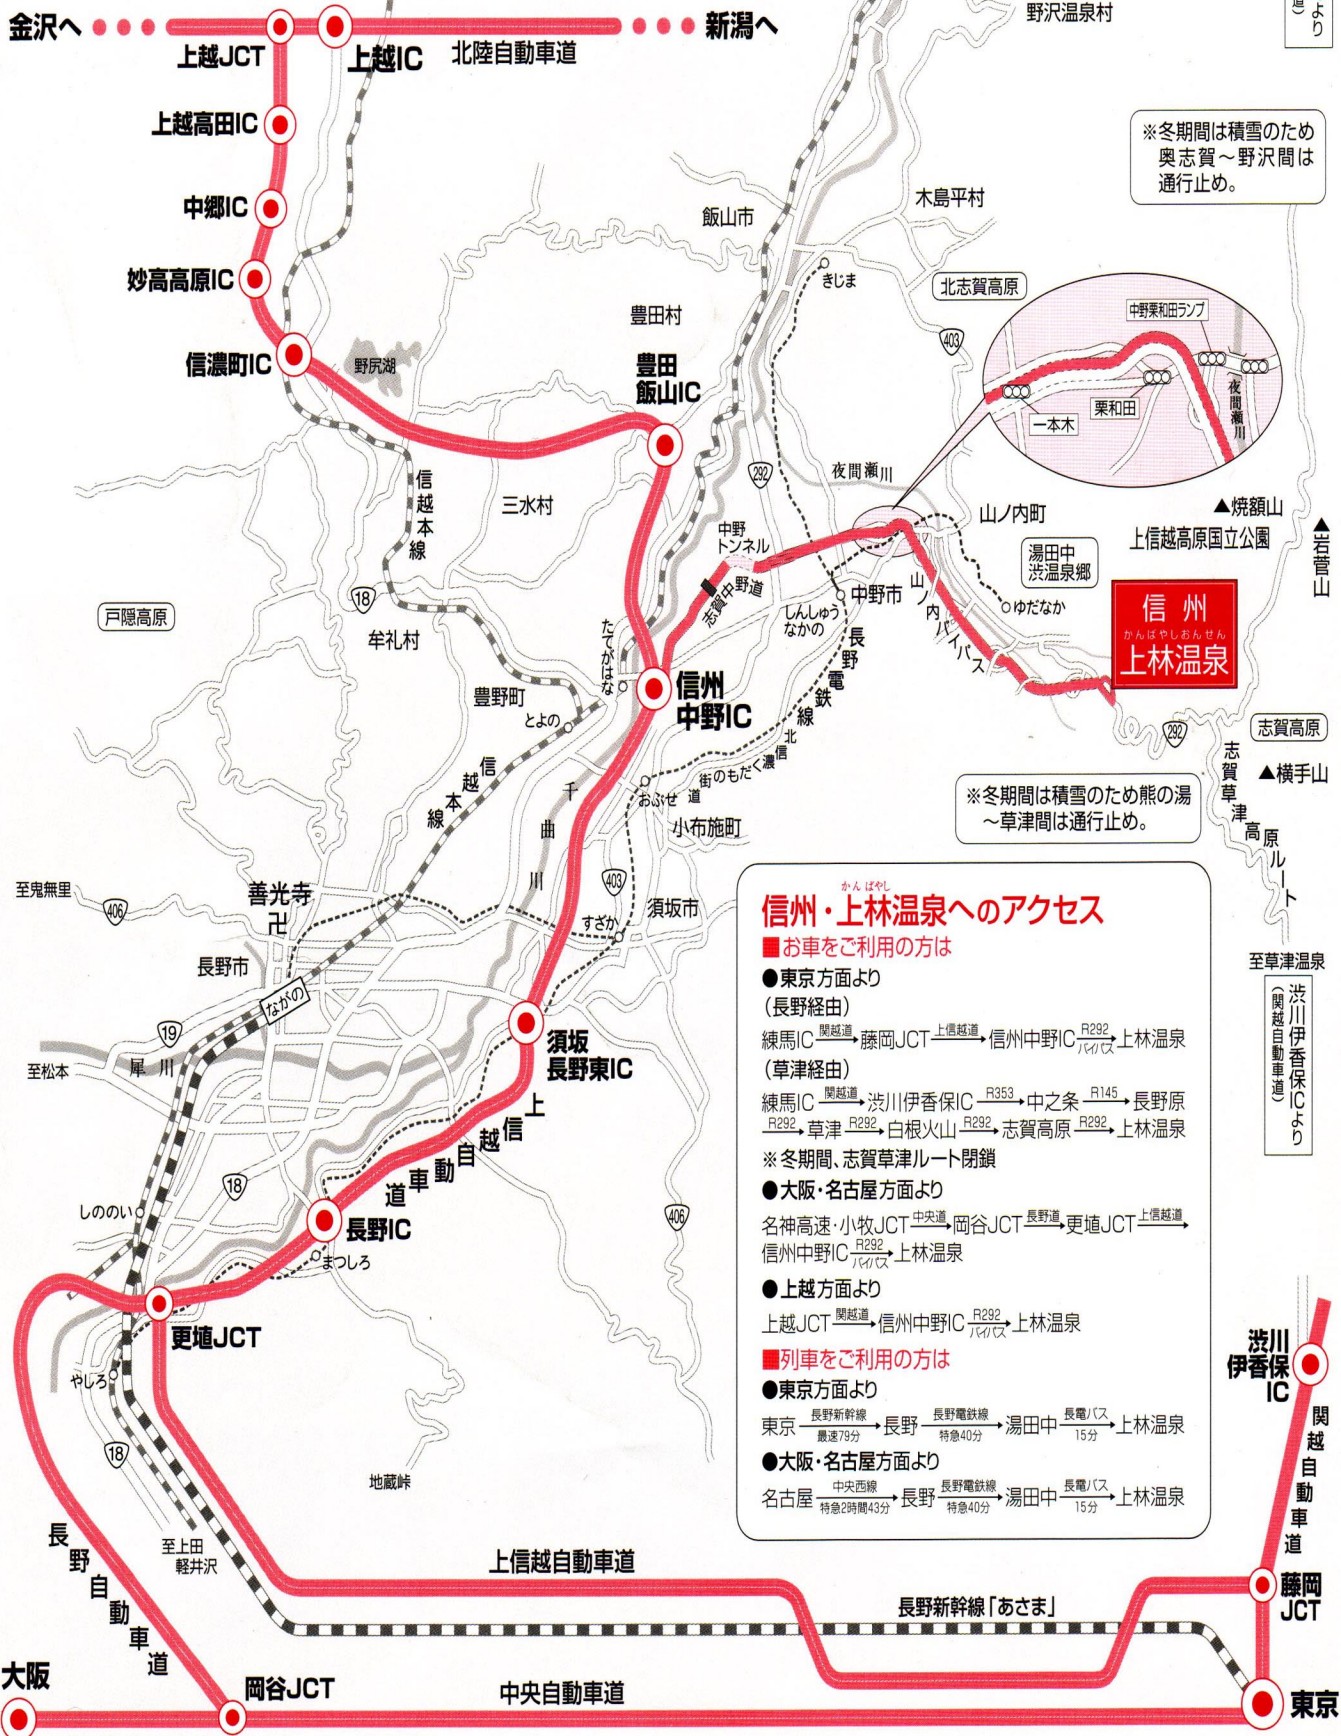 金沢へ
新潟へ
上越JCT
上越IC
北陸自動車道
野沢温泉村
より
道）
上越高田IC
※冬期間は積雪のため
奥志賀～野沢間は
通行止め。
中郷IC
飯山市
木島平村
妙高高原IC
きじま
北志賀高原
豊田村
中野栗和田ランプ
403
信濃町IC
野尻湖
豊田
飯山IC
夜間瀬川
栗和田
一本木
信越本線
292
夜間瀬川
三水村
▲焼額山
山ノ内町
上信越高原国立公園
▲岩菅山
中野
トンネル
湯田中
渋温泉郷
志賀中野道
18
中野市
しんしゅう
なかの
山ノ内バイパス
ゆだなか
信州
かんばやしおんせん
上林温泉
戸隠高原
牟礼村
たてがはな
長野電鉄線
信州
中野IC
豊野町
とよの
292
志賀高原
信越本線
北信濃くだもの街道
千曲川
おぶせ
小布施町
▲横手山
志賀草津高原ルート
※冬期間は積雪のため熊の湯
～草津間は通行止め。
至鬼無里
406
善光寺
卍
403
須坂市
すざか
長野市
ながの
至草津温泉
渋川伊香保ICより
（関越自動車道）
19
犀川
至松本
須坂
長野東IC
上信越自動車道
18
しののい
長野IC
まつしろ
406
更埴JCT
やしろ
18
地蔵峠
至上田
軽井沢
信州・上林温泉へのアクセス
かんばやし
■お車をご利用の方は
●東京方面より
(長野経由)
練馬IC 関越道 藤岡JCT 上信越道 信州中野IC R292 バイパス 上林温泉
(草津経由)
練馬IC 関越道 渋川伊香保IC R353 中之条 R145 長野原
R292 草津 R292 白根火山 R292 志賀高原 R292 上林温泉
※冬期間、志賀草津ルート閉鎖
●大阪・名古屋方面より
名神高速・小牧JCT 中央道 岡谷JCT 長野道 更埴JCT 上信越道
信州中野IC R292 バイパス 上林温泉
●上越方面より
上越JCT 関越道 信州中野IC R292 バイパス 上林温泉
■列車をご利用の方は
●東京方面より
東京 長野新幹線 最速79分 長野 長野電鉄線 特急40分 湯田中 長電バス 15分 上林温泉
●大阪・名古屋方面より
名古屋 中央西線 特急2時間43分 長野 長野電鉄線 特急40分 湯田中 長電バス 15分 上林温泉
渋川
伊香保
IC
関越自動車道
長野自動車道
上信越自動車道
藤岡
JCT
長野新幹線「あさま」
大阪
岡谷JCT
中央自動車道
東京